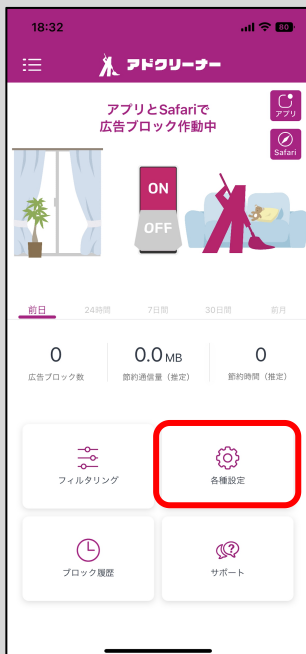 18:32
80
アドクリーナー
アプリとSafariで
広告ブロック作動中
アプリ
Safari
ON
OFF
前日 24時間 7日間 30日間 前月
0 0.0 MB 0
広告ブロック数 節約通信量（推定） 節約時間（推定）
フィルタリング 各種設定
ブロック履歴 サポート